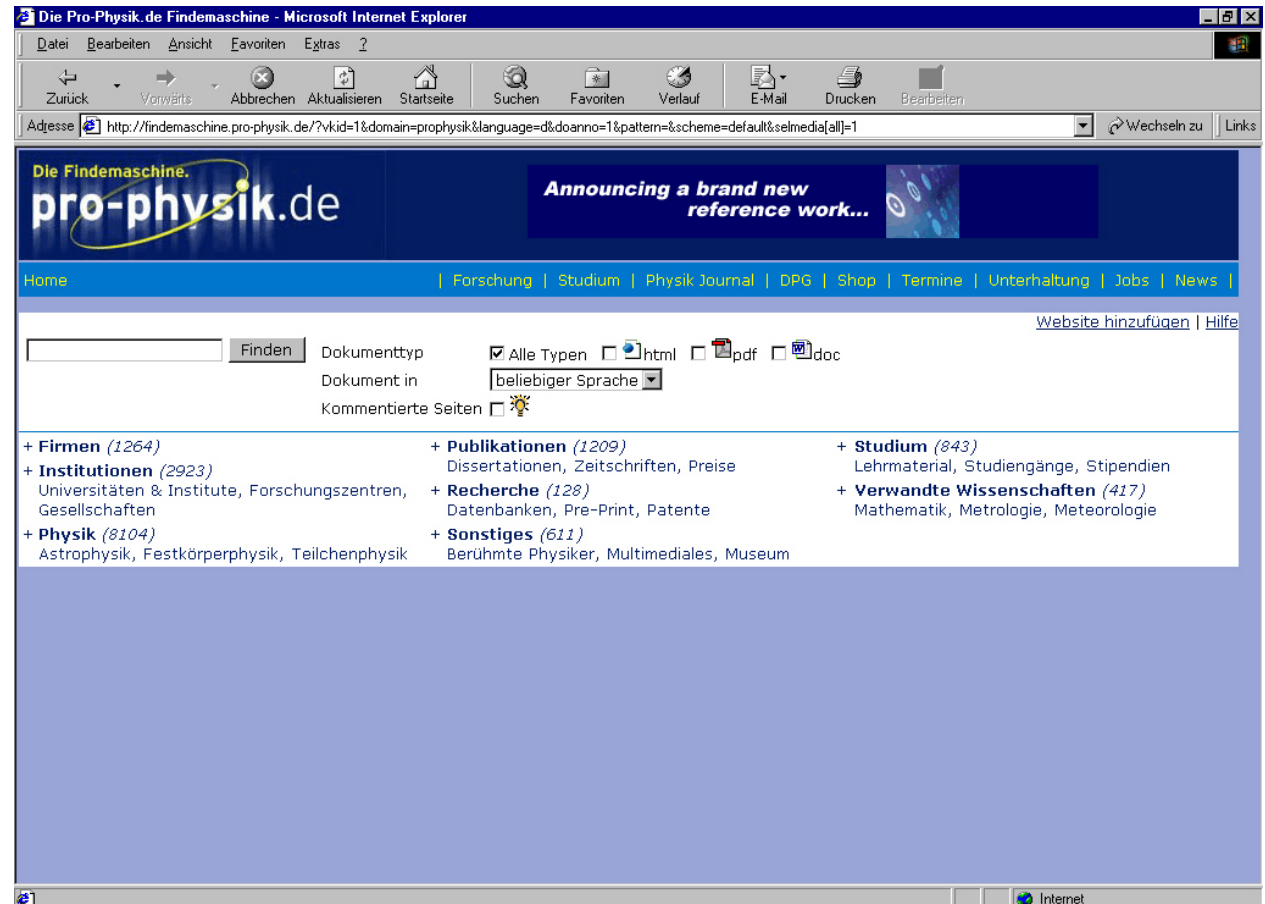 Die Pro-Physik.de Findemaschine - Microsoft Internet Explorer
Datei Bearbeiten Ansicht Favoriten Extras ?
Zurück Vorwärts Abbrechen Aktualisieren Startseite Suchen Favoriten Verlauf E-Mail Drucken Bearbeiten
Adresse http://findemaschine.pro-physik.de/?vkid=1&domain=prophysik&language=d&doanno=1&pattern=&scheme=default&selmedia[all]=1 Wechseln zu Links
Die Findemaschine.
pro-physik.de
Announcing a brand new
reference work...
Home | Forschung | Studium | Physik Journal | DPG | Shop | Termine | Unterhaltung | Jobs | News |
Website hinzufügen | Hilfe
Finden Dokumenttyp Alle Typen html pdf doc
Dokument in beliebiger Sprache
Kommentierte Seiten
+ Firmen (1264)
+ Institutionen (2923)
Universitäten & Institute, Forschungszentren,
Gesellschaften
+ Physik (8104)
Astrophysik, Festkörperphysik, Teilchenphysik
+ Publikationen (1209)
Dissertationen, Zeitschriften, Preise
+ Recherche (128)
Datenbanken, Pre-Print, Patente
+ Sonstiges (611)
Berühmte Physiker, Multimediales, Museum
+ Studium (843)
Lehrmaterial, Studiengänge, Stipendien
+ Verwandte Wissenschaften (417)
Mathematik, Metrologie, Meteorologie
Internet